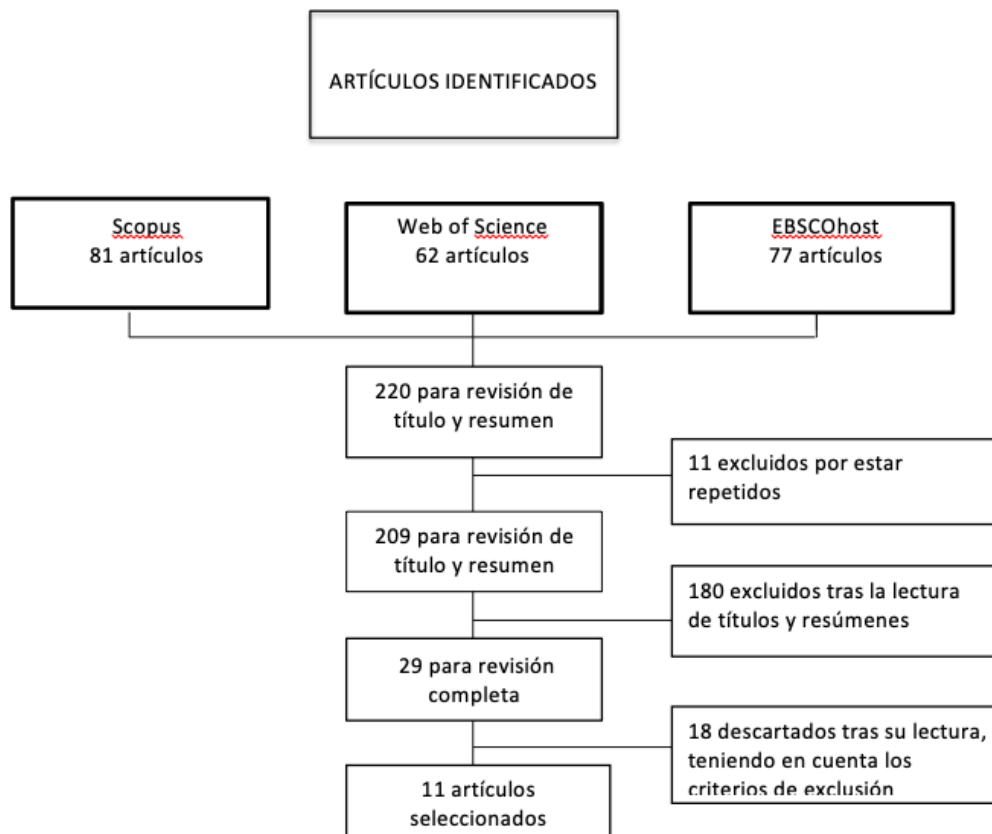 ARTÍCULOS IDENTIFICADOS
Scopus
81 artículos
Web of Science
62 artículos
EBSCOhost
77 artículos
220 para revisión de
título y resumen
11 excluidos por estar
repetidos
209 para revisión de
título y resumen
180 excluidos tras la lectura
de títulos y resúmenes
29 para revisión
completa
18 descartados tras su lectura,
teniendo en cuenta los
criterios de exclusión
11 artículos
seleccionados